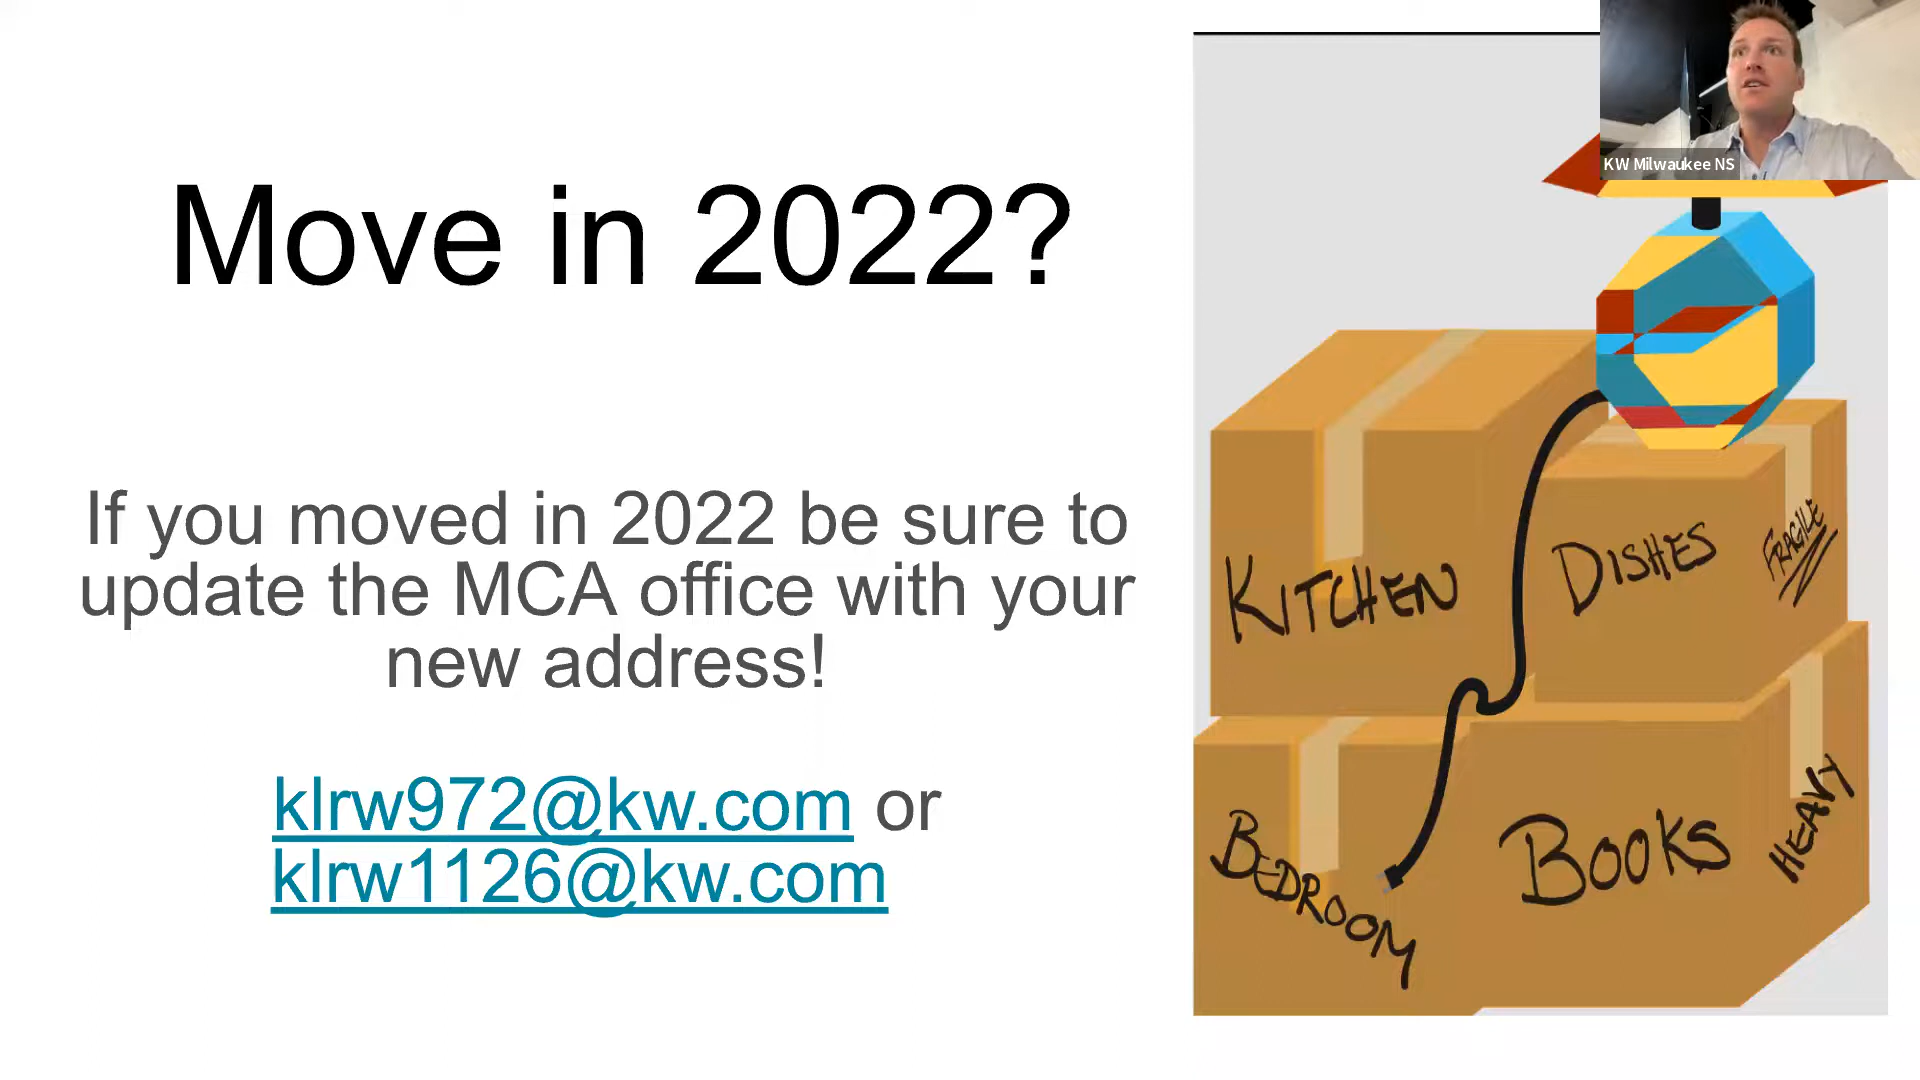 Move in 2022?
KW Milwaukee NS
If you moved in 2022 be sure to
update the MCA office with your
new address!
klrw972@kw.com or
klrw1126@kw.com
KITCHEN
DISHES
FRAGILE
BEDROOM
BOOKS
HEAVY